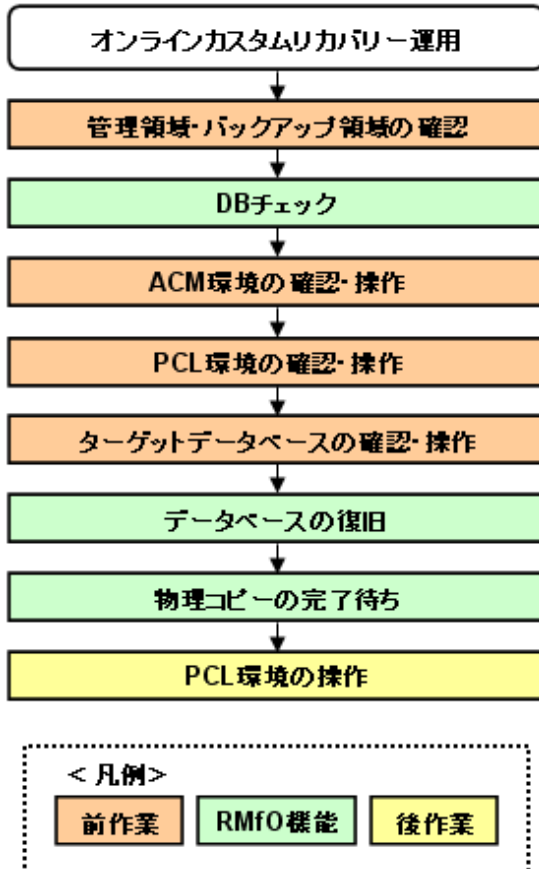 オンラインカスタムリカバリー運用
管理領域・バックアップ領域の確認
DBチェック
ACM環境の確認・操作
PCL環境の確認・操作
ターゲットデータベースの確認・操作
データベースの復旧
物理コピーの完了待ち
PCL環境の操作
＜凡例＞
前作業 RMfO機能 後作業